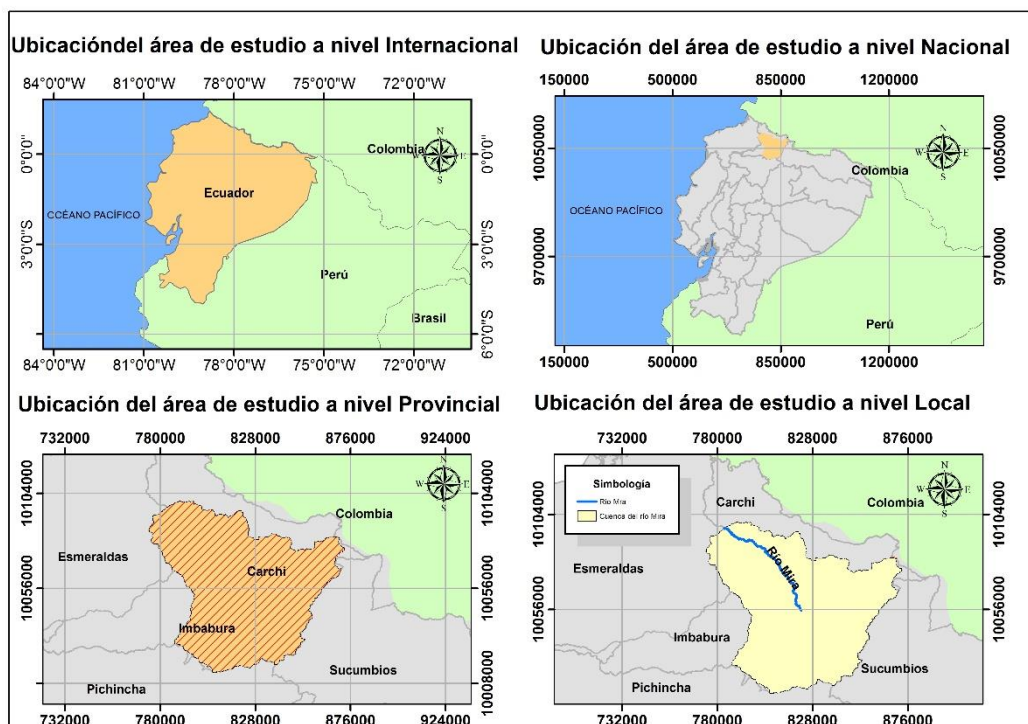 Ubicacióndel área de estudio a nivel Internacional
84°0'0"W 81°0'0"W 78°0'0"W 75°0'0"W 72°0'0"W
0°0'0"
3°0'0"S
6°0'0"S
N
W E
S
Colombia
Ecuador
CCÉANO PACÍFICO
Perú
Brasil
0°0'0"
3°0'0"S
6°0'0"S
84°0'0"W 81°0'0"W 78°0'0"W 75°0'0"W 72°0'0"W
Ubicación del área de estudio a nivel Nacional
150000 500000 850000 1200000
10050000
9700000
N
W E
S
Colombia
OCÉANO PACÍFICO
Perú
10050000
9700000
150000 500000 850000 1200000
Ubicación del área de estudio a nivel Provincial
732000 780000 828000 876000 924000
10104000
10056000
10008000
N
W E
S
Colombia
Esmeraldas
Carchi
Imbabura
Sucumbios
Pichincha
10104000
10056000
10008000
732000 780000 828000 876000 924000
Ubicación del área de estudio a nivel Local
732000 780000 828000 876000
10104000
10056000
N
W E
S
Simbología
Río Mira
Cuenca del río Mira
Carchi
Colombia
Esmeraldas
Río Mira
Imbabura
Sucumbios
Pichincha
10104000
10056000
732000 780000 828000 876000